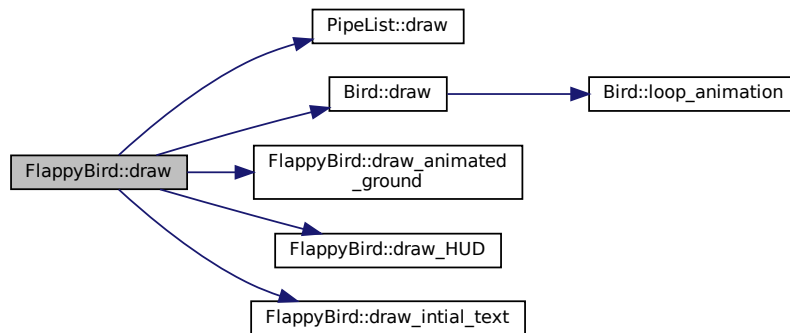 PipeList::draw
Bird::draw
Bird::loop_animation
FlappyBird::draw
FlappyBird::draw_animated
_ground
FlappyBird::draw_HUD
FlappyBird::draw_intial_text